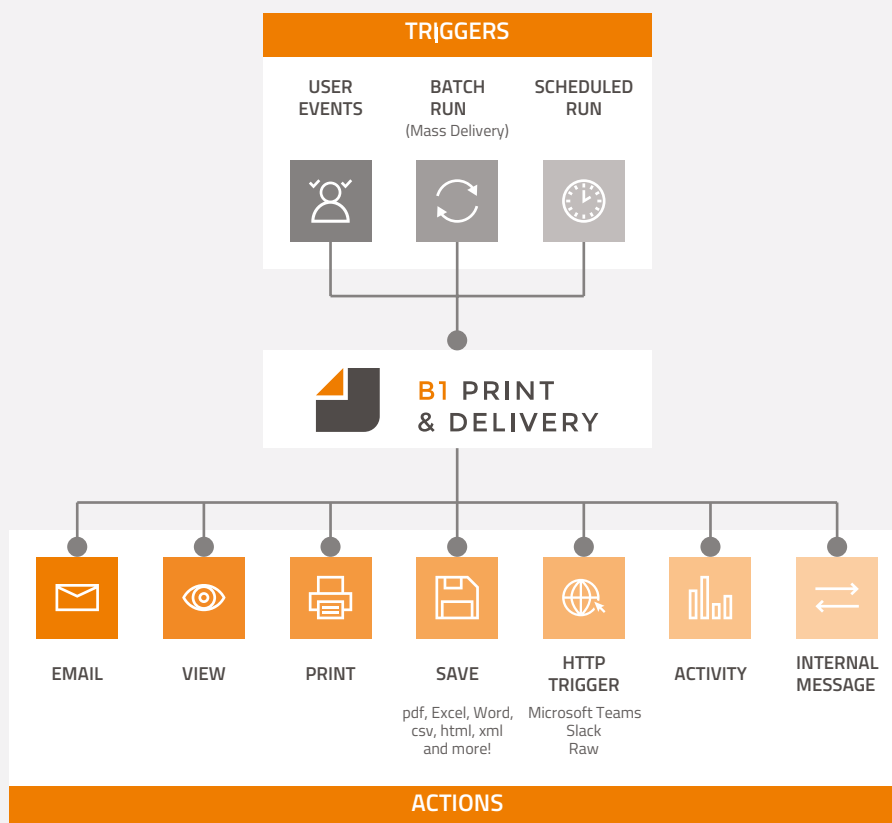 TRIGGERS
USER
EVENTS
BATCH
RUN
(Mass Delivery)
SCHEDULED
RUN
B1 PRINT
& DELIVERY
EMAIL
VIEW
PRINT
SAVE
pdf, Excel, Word,
csv, html, xml
and more!
HTTP
TRIGGER
Microsoft Teams
Slack
Raw
ACTIVITY
INTERNAL
MESSAGE
ACTIONS